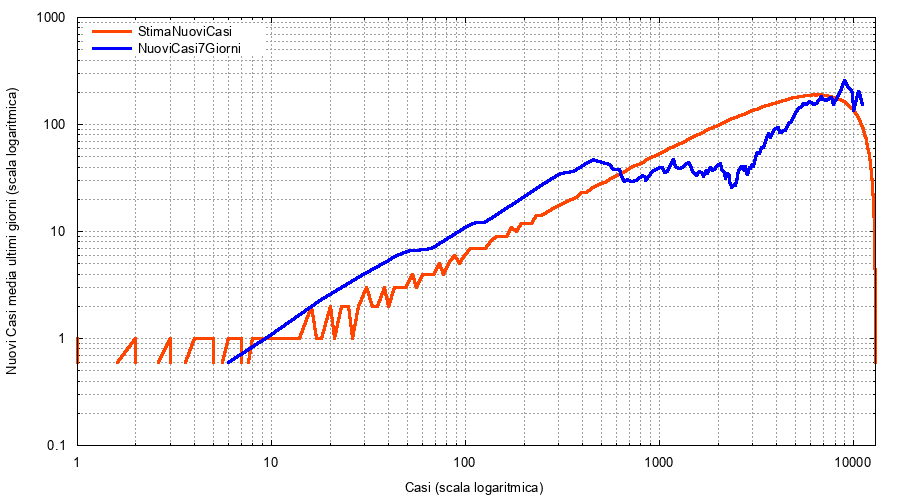 1000
100
10
1
0.1
Nuovi Casi media ultimi giorni (scala logaritmica)
StimaNuoviCasi
NuoviCasi7Giorni
1 10 100 1000 10000
Casi (scala logaritmica)